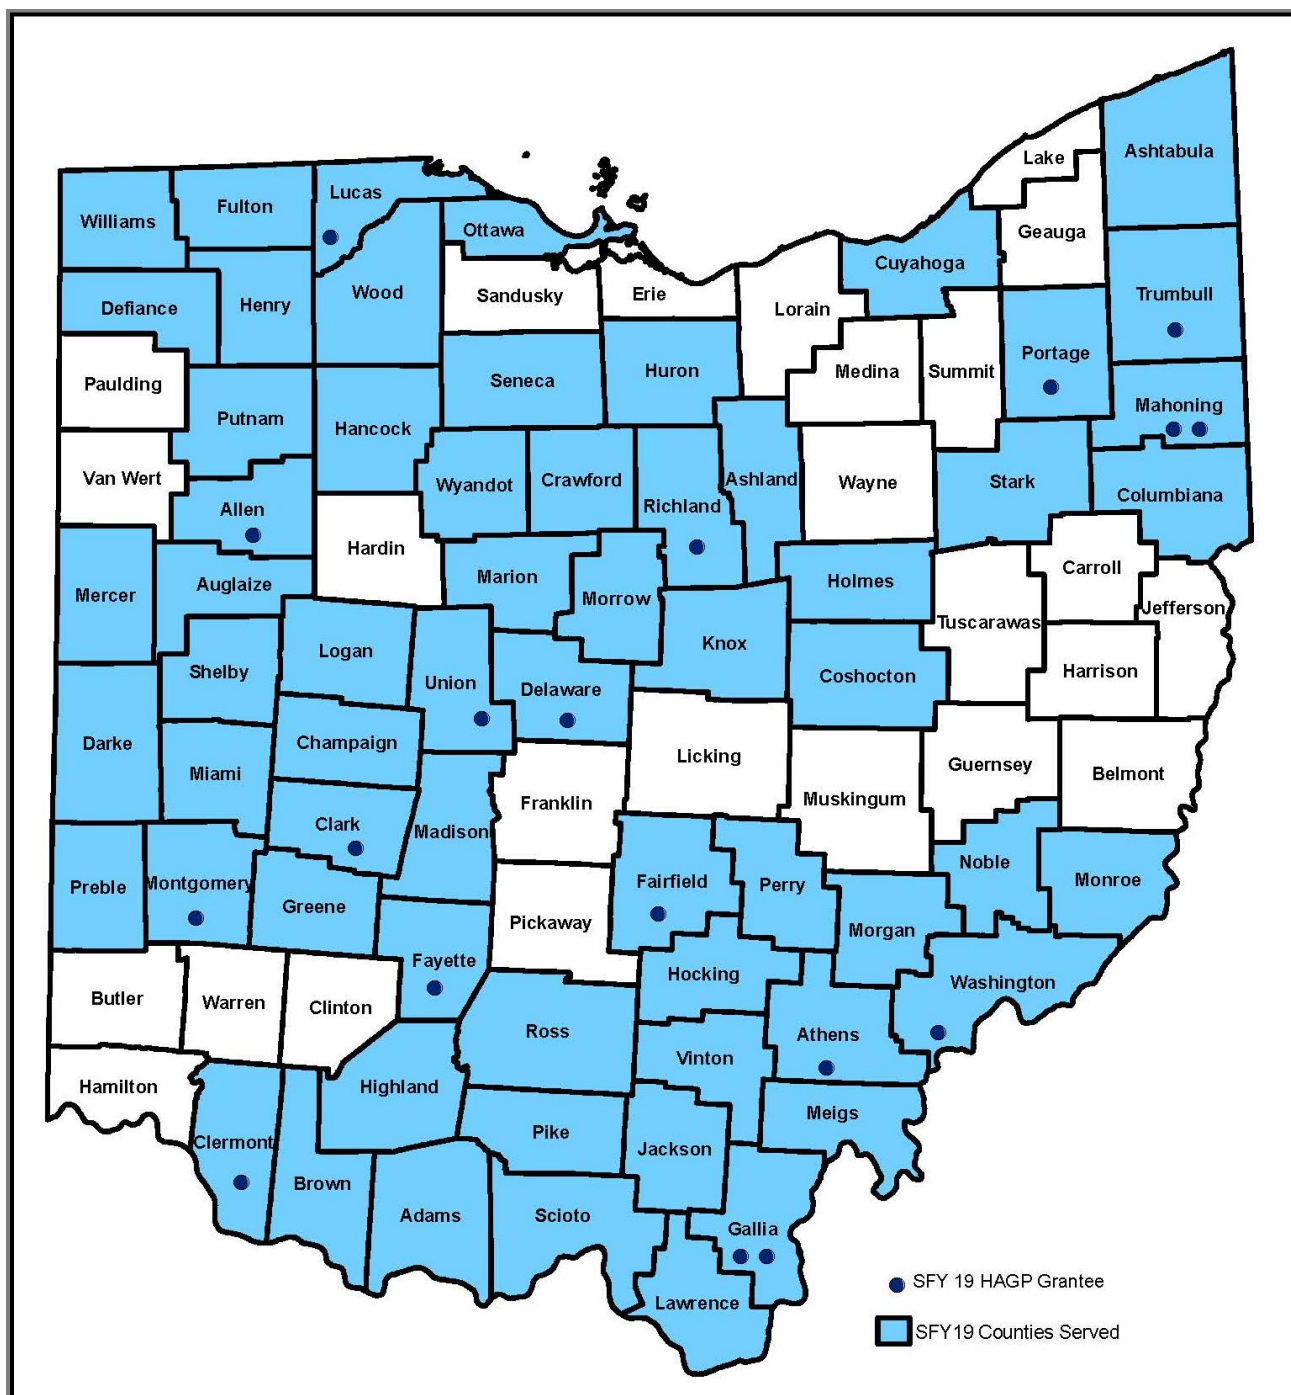 Ashtabula
Lake
Geauga
Lucas
Fulton
Williams
Ottawa
Cuyahoga
Wood
Sandusky
Erie
Lorain
Trumbull
Henry
Defiance
Portage
Summit
Medina
Huron
Seneca
Paulding
Mahoning
Putnam
Hancock
Van Wert
Wyandot
Crawford
Richland
Ashland
Wayne
Stark
Columbiana
Allen
Hardin
Marion
Morrow
Holmes
Carroll
Mercer
Auglaize
Jefferson
Tuscarawas
Harrison
Logan
Knox
Coshocton
Shelby
Union
Delaware
Darke
Champaign
Miami
Licking
Guernsey
Belmont
Franklin
Muskingum
Clark
Madison
Noble
Monroe
Preble
Montgomery
Greene
Fairfield
Perry
Pickaway
Morgan
Fayette
Hocking
Washington
Butler
Warren
Clinton
Ross
Athens
Vinton
Hamilton
Highland
Meigs
Clermont
Pike
Jackson
Brown
Adams
Scioto
Gallia
Lawrence
SFY 19 HAGP Grantee
SFY19 Counties Served